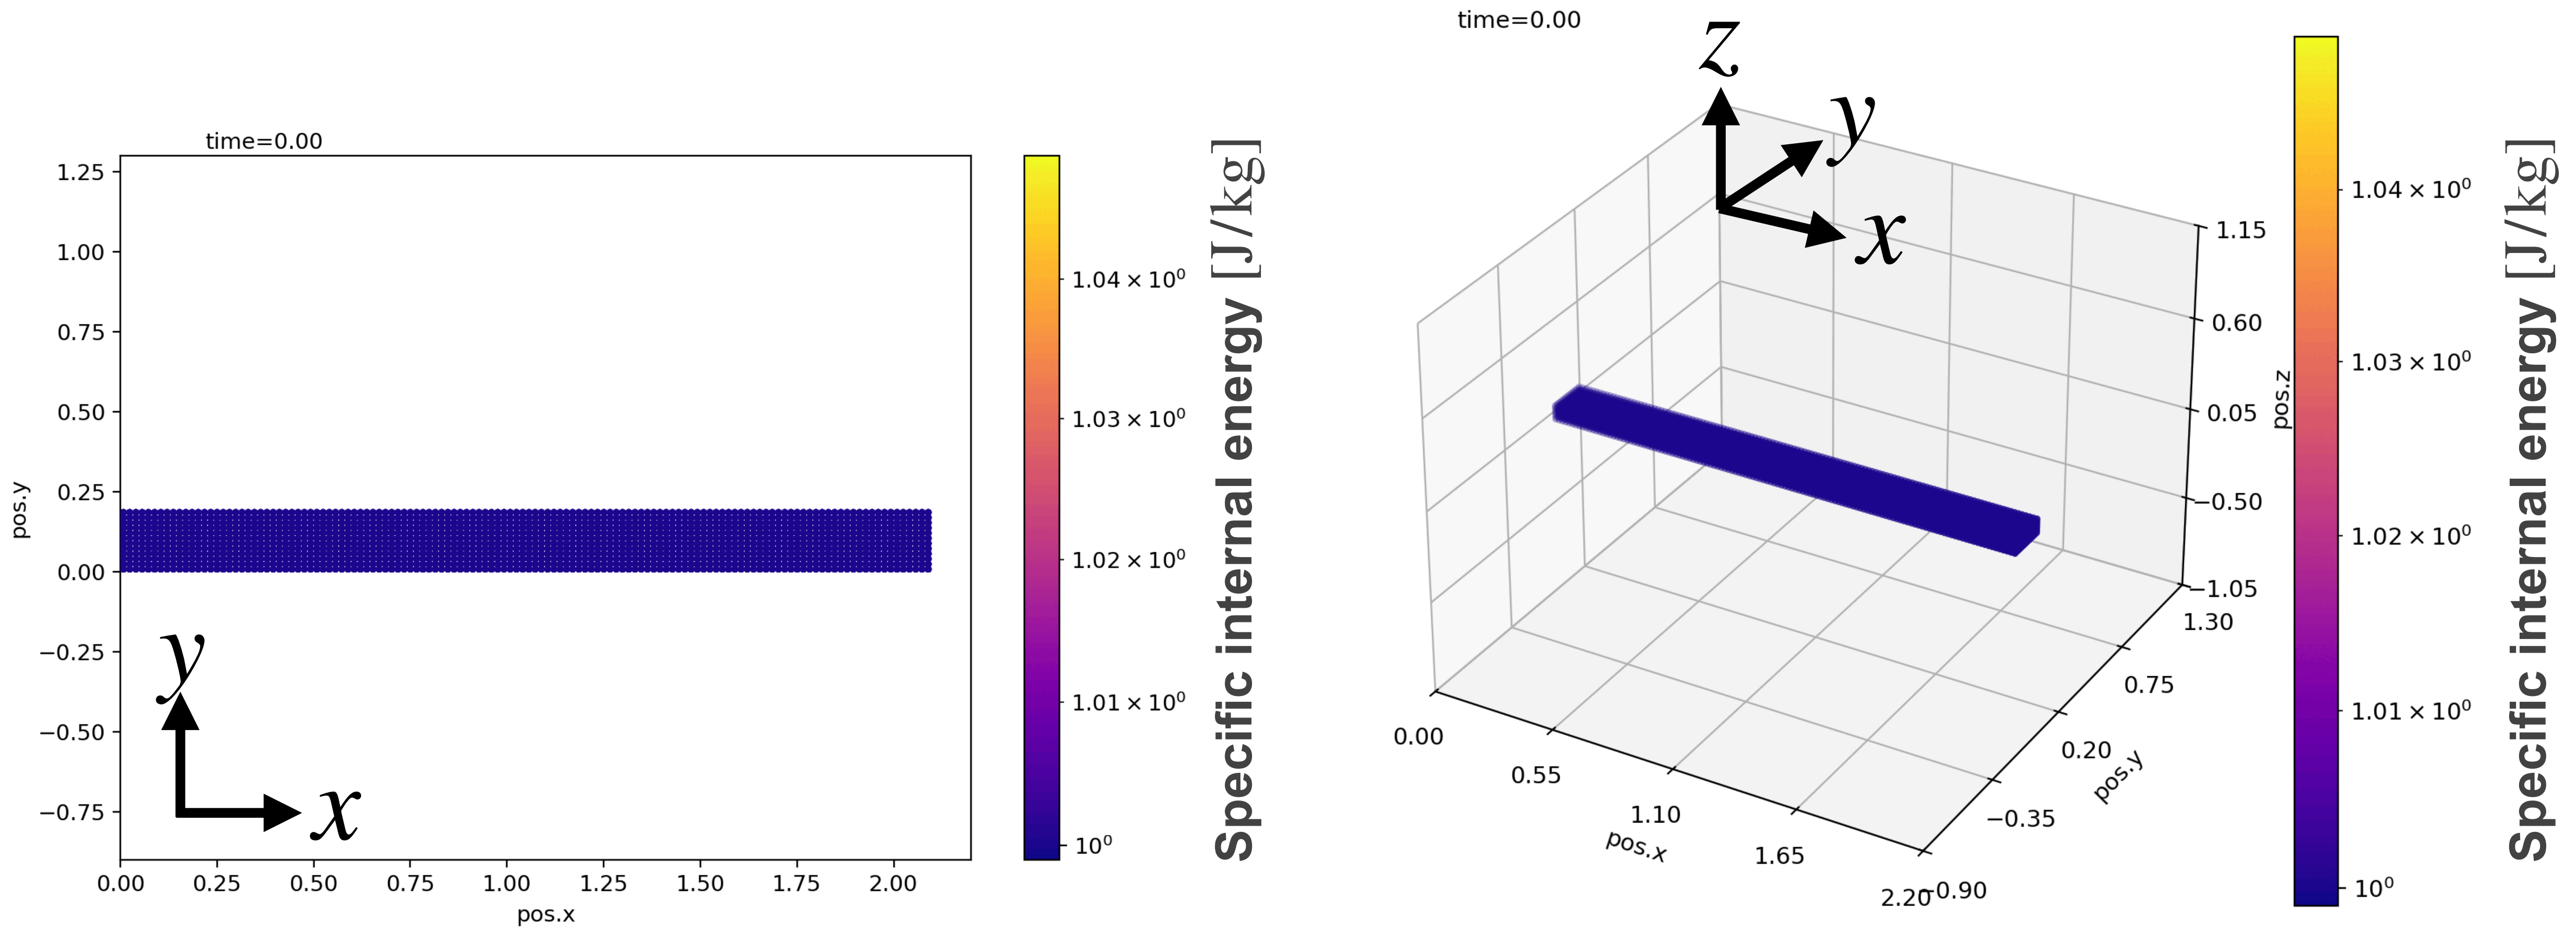 time=0.00
1.25
1.00
0.75
0.50
0.25
0.00
−0.25
−0.50
−0.75
pos.y
y
x
0.00 0.25 0.50 0.75 1.00 1.25 1.50 1.75 2.00
pos.x
1.04 × 10⁰
1.03 × 10⁰
1.02 × 10⁰
1.01 × 10⁰
10⁰
Specific internal energy [J/kg]
time=0.00
z
y
x
1.15
0.60
0.05
−0.50
−1.05
pos.z
1.30
0.75
0.20
−0.35
−0.90
pos.y
0.00
0.55
1.10
1.65
2.20
pos.x
1.04 × 10⁰
1.03 × 10⁰
1.02 × 10⁰
1.01 × 10⁰
10⁰
Specific internal energy [J/kg]